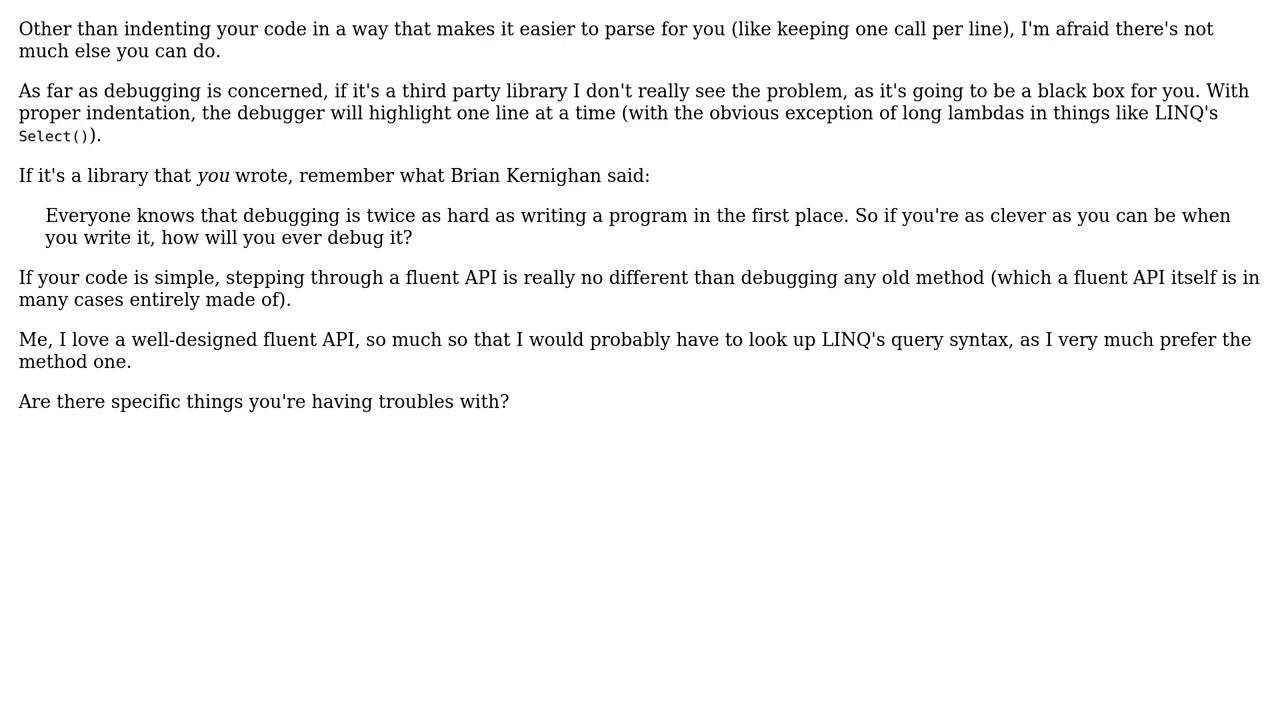 Other than indenting your code in a way that makes it easier to parse for you (like keeping one call per line), I'm afraid there's not
much else you can do.
As far as debugging is concerned, if it's a third party library I don't really see the problem, as it's going to be a black box for you. With
proper indentation, the debugger will highlight one line at a time (with the obvious exception of long lambdas in things like LINQ's
Select()).
If it's a library that you wrote, remember what Brian Kernighan said:
Everyone knows that debugging is twice as hard as writing a program in the first place. So if you're as clever as you can be when
you write it, how will you ever debug it?
If your code is simple, stepping through a fluent API is really no different than debugging any old method (which a fluent API itself is in
many cases entirely made of).
Me, I love a well-designed fluent API, so much so that I would probably have to look up LINQ's query syntax, as I very much prefer the
method one.
Are there specific things you're having troubles with?